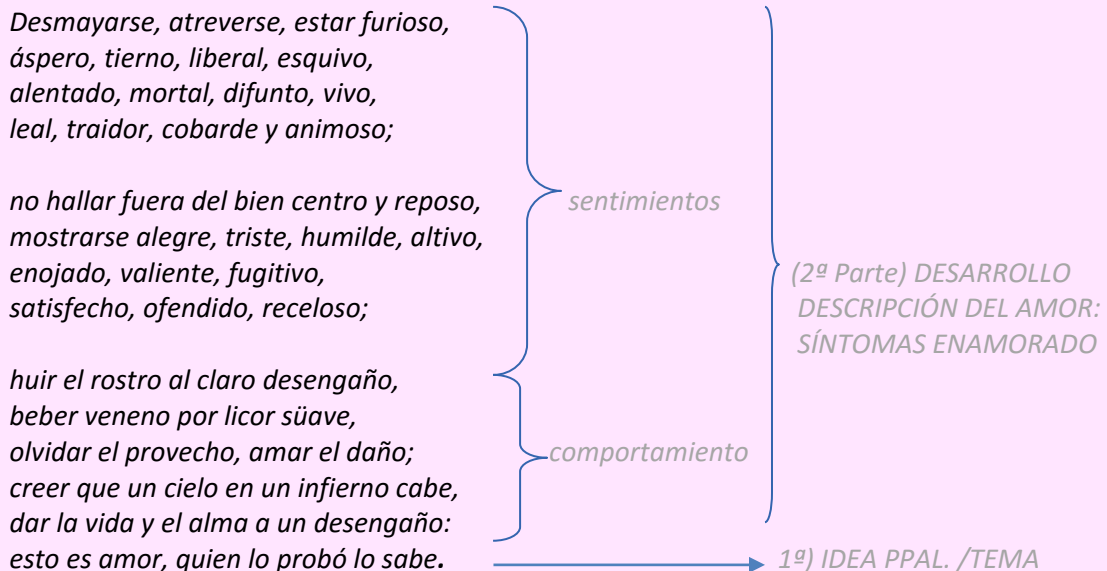 Desmayarse, atreverse, estar furioso,
áspero, tierno, liberal, esquivo,
alentado, mortal, difunto, vivo,
leal, traidor, cobarde y animoso;
no hallar fuera del bien centro y reposo,
mostrarse alegre, triste, humilde, altivo,
enojado, valiente, fugitivo,
satisfecho, ofendido, receloso;
huir el rostro al claro desengaño,
beber veneno por licor süave,
olvidar el provecho, amar el daño;
creer que un cielo en un infierno cabe,
dar la vida y el alma a un desengaño:
esto es amor, quien lo probó lo sabe.
sentimientos
comportamiento
(2ª Parte) DESARROLLO
DESCRIPCIÓN DEL AMOR:
SÍNTOMAS ENAMORADO
1ª) IDEA PPAL. /TEMA